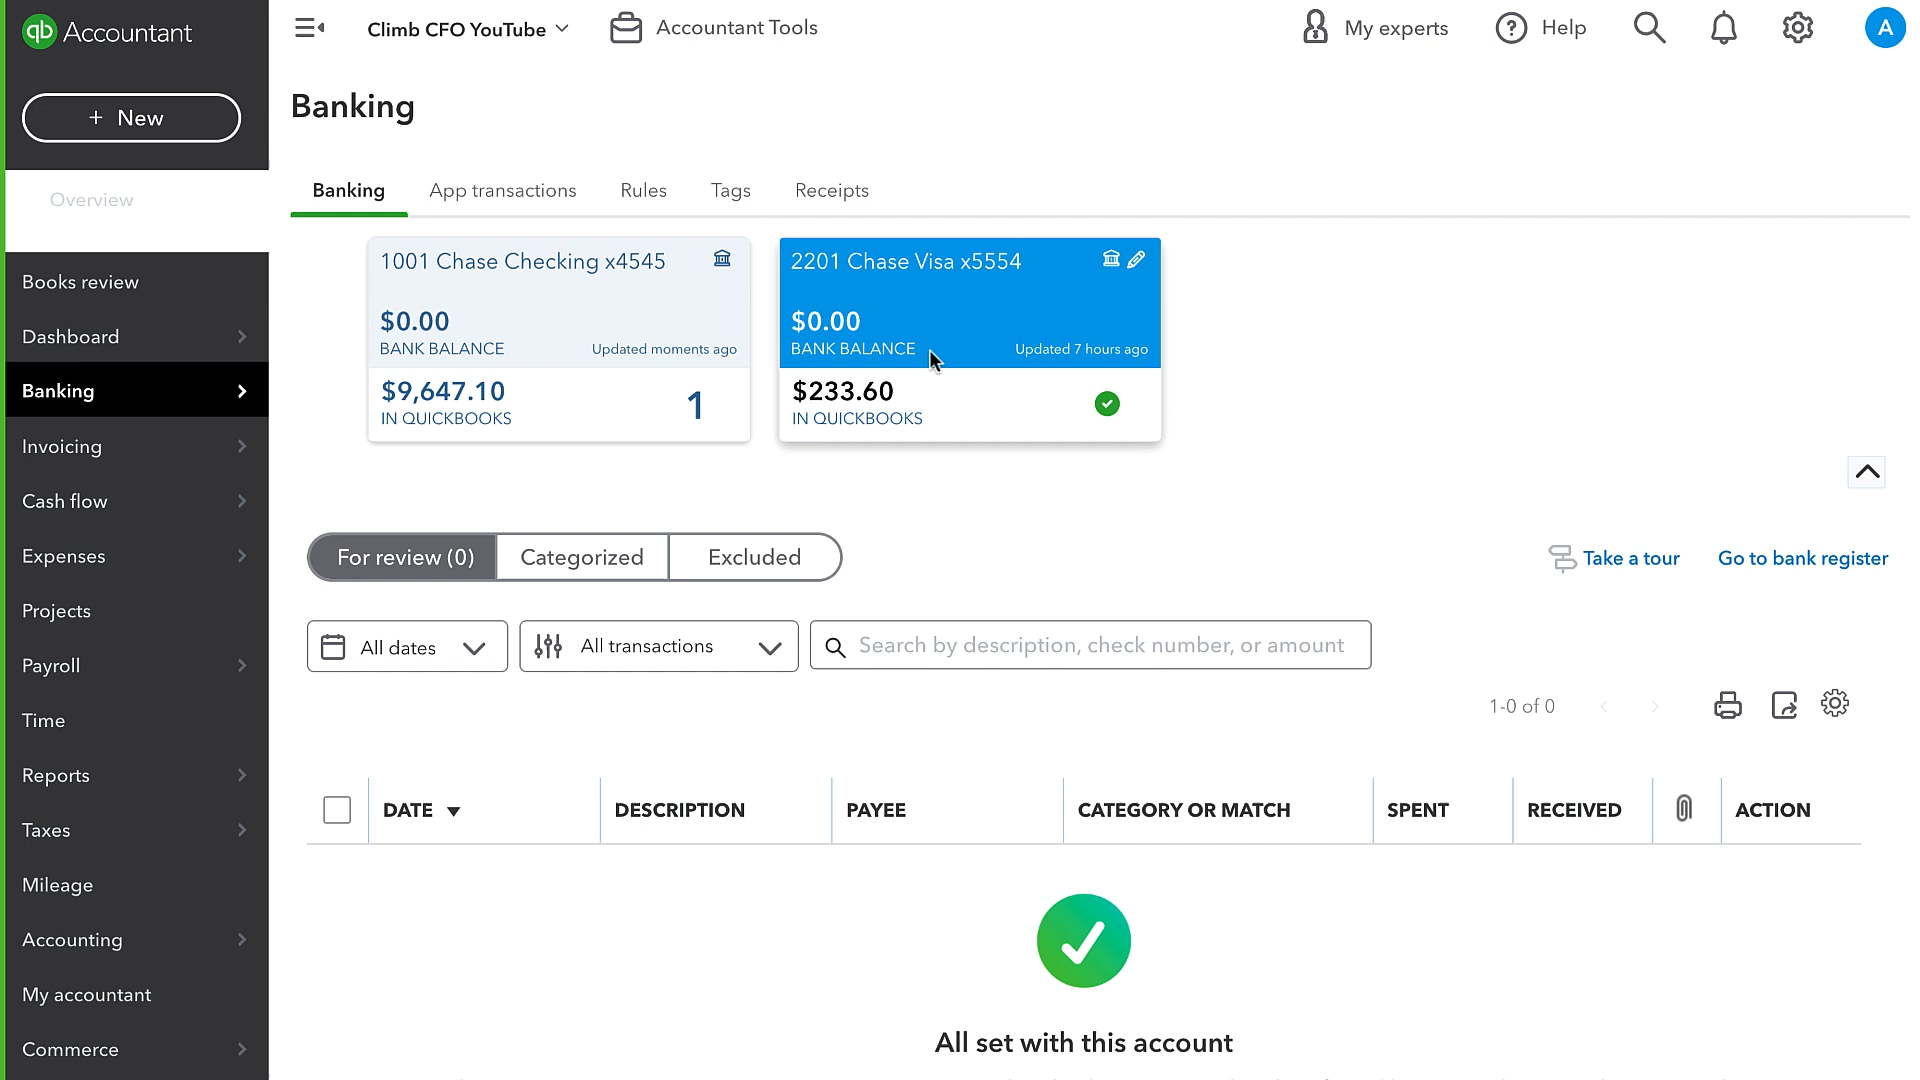 qb Accountant
Climb CFO YouTube
Accountant Tools
My experts
Help
A
+ New
Overview
Books review
Dashboard
Banking
Invoicing
Cash flow
Expenses
Projects
Payroll
Time
Reports
Taxes
Mileage
Accounting
My accountant
Commerce
Banking
Banking
App transactions
Rules
Tags
Receipts
1001 Chase Checking x4545
$0.00
BANK BALANCE
Updated moments ago
$9,647.10
IN QUICKBOOKS
1
2201 Chase Visa x5554
$0.00
BANK BALANCE
Updated 7 hours ago
$233.60
IN QUICKBOOKS
For review (0)
Categorized
Excluded
Take a tour
Go to bank register
All dates
All transactions
Search by description, check number, or amount
1-0 of 0
DATE
DESCRIPTION
PAYEE
CATEGORY OR MATCH
SPENT
RECEIVED
ACTION
All set with this account